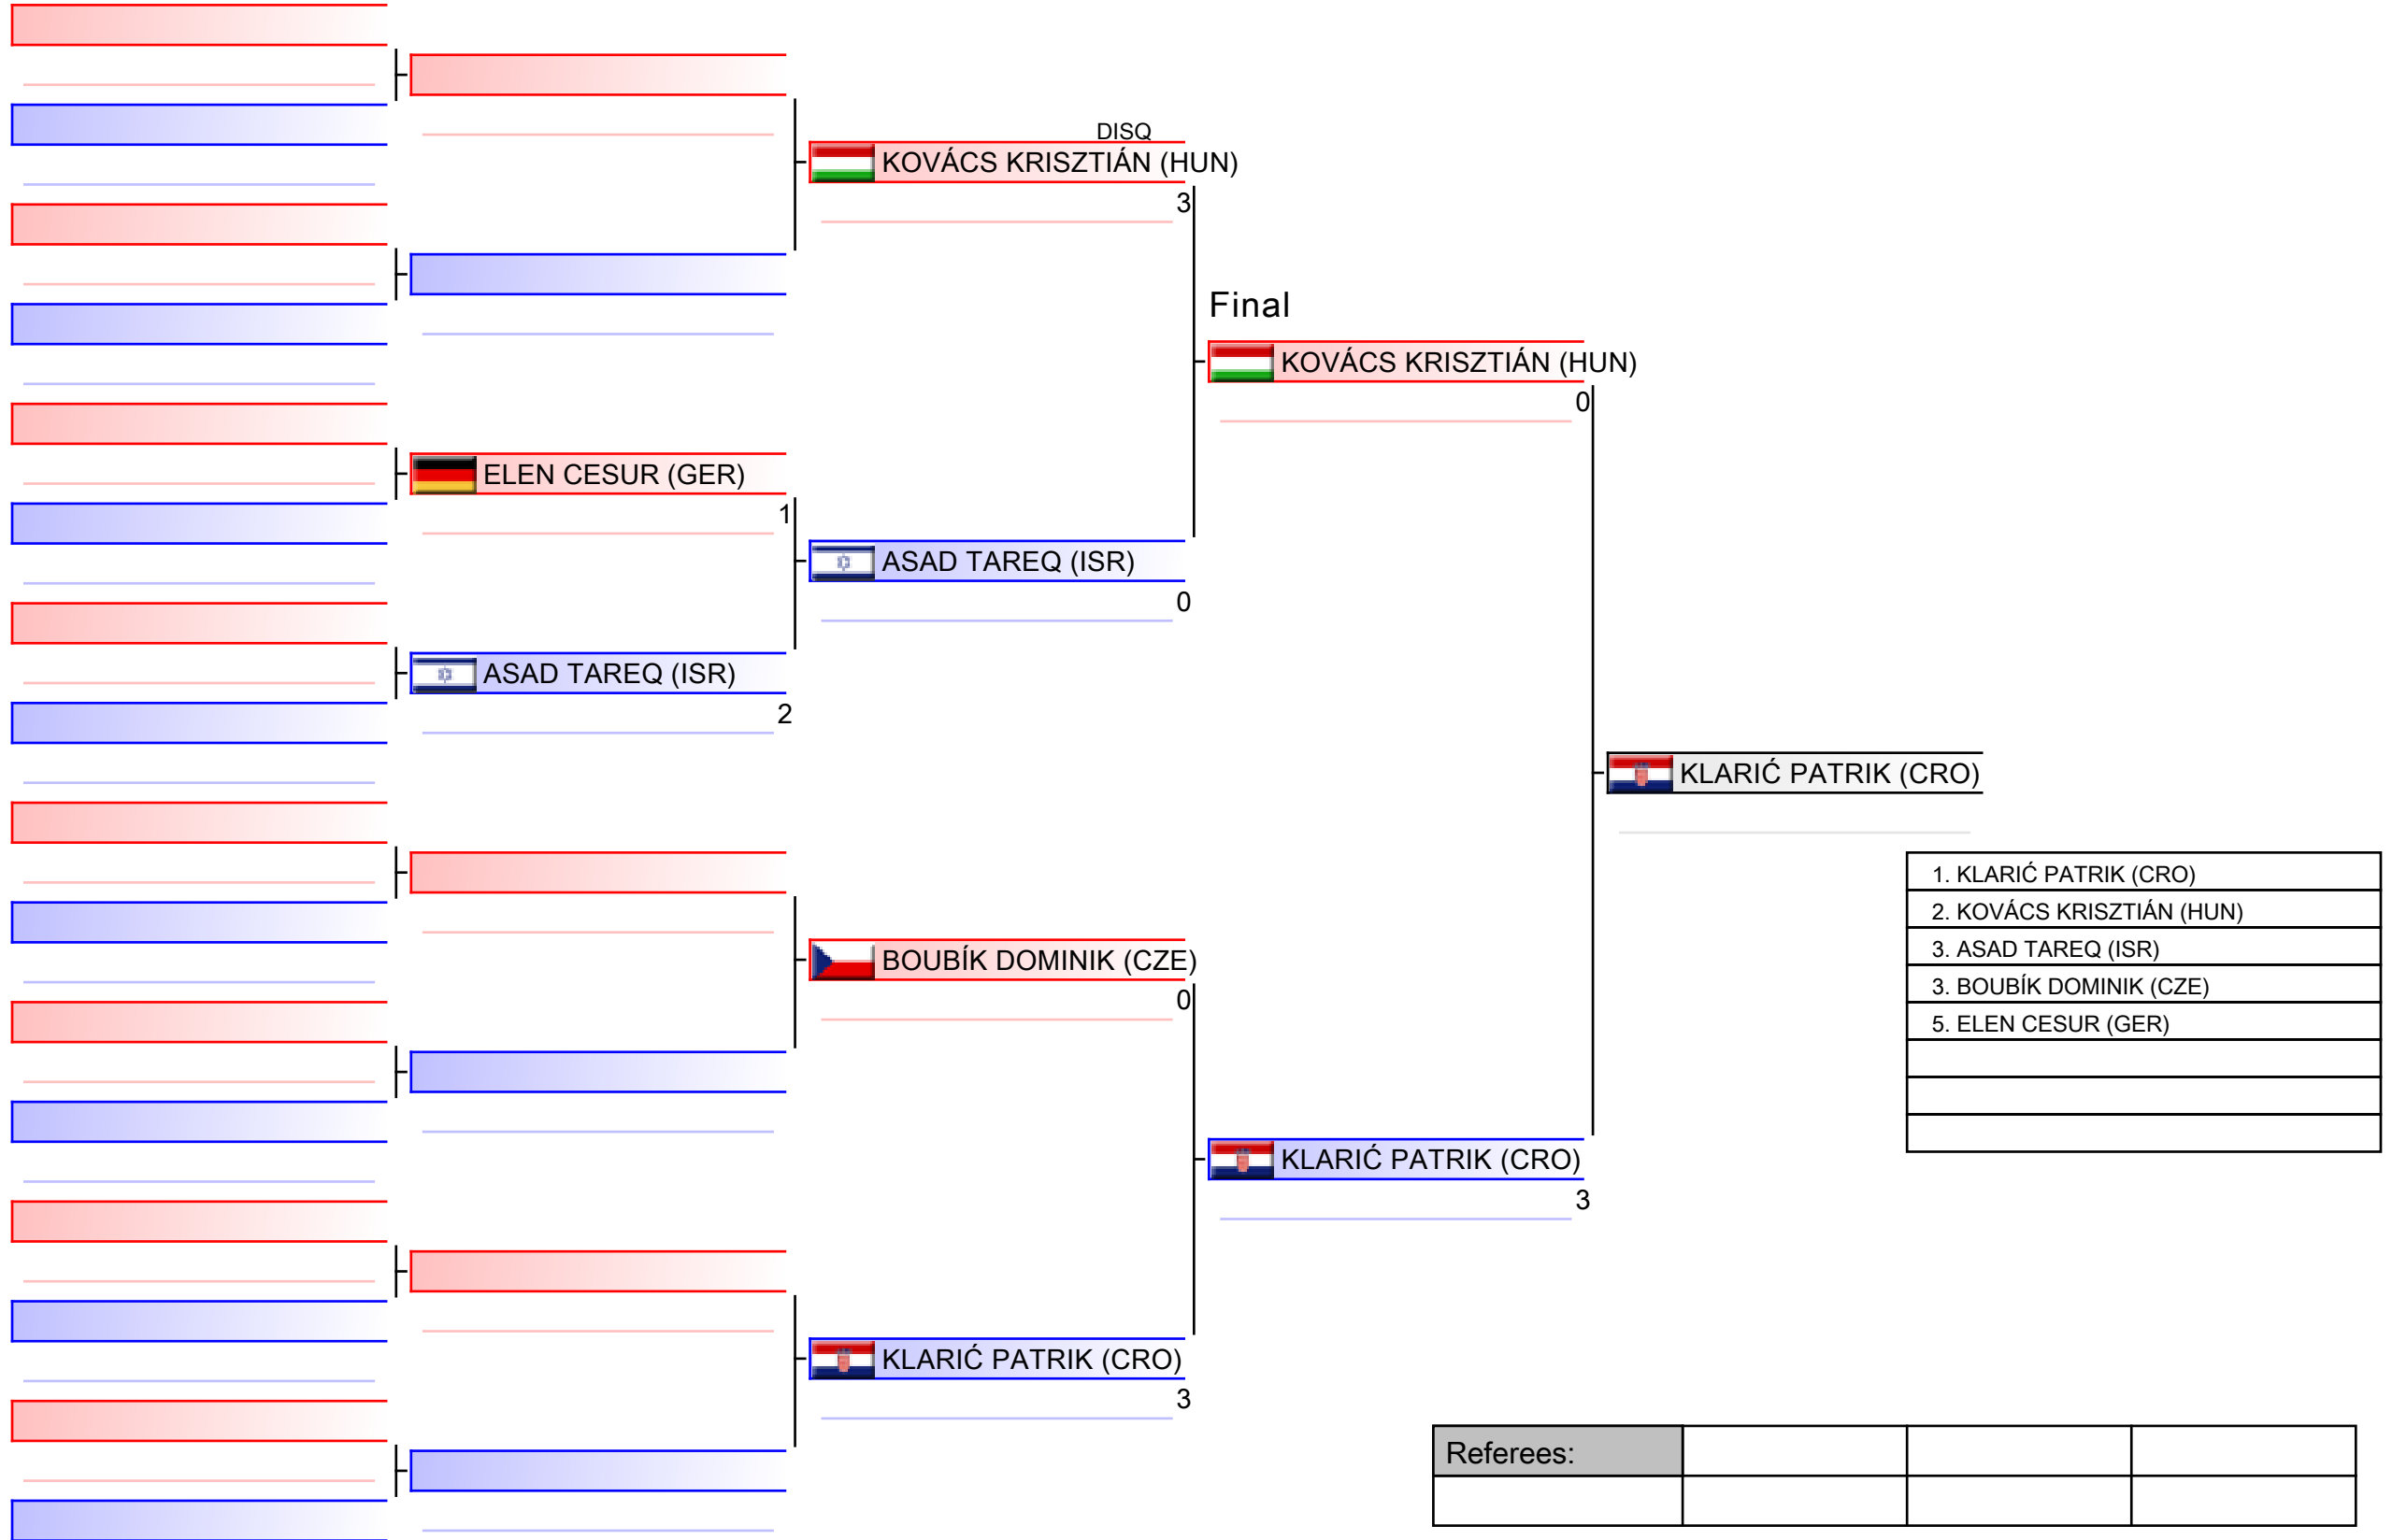 DISQ
KOVÁCS KRISZTIÁN (HUN)
3
Final
KOVÁCS KRISZTIÁN (HUN)
0
ELEN CESUR (GER)
1
ASAD TAREQ (ISR)
0
ASAD TAREQ (ISR)
2
KLARIĆ PATRIK (CRO)
1. KLARIĆ PATRIK (CRO)
2. KOVÁCS KRISZTIÁN (HUN)
3. ASAD TAREQ (ISR)
3. BOUBÍK DOMINIK (CZE)
5. ELEN CESUR (GER)
BOUBÍK DOMINIK (CZE)
0
KLARIĆ PATRIK (CRO)
3
KLARIĆ PATRIK (CRO)
3
Referees: